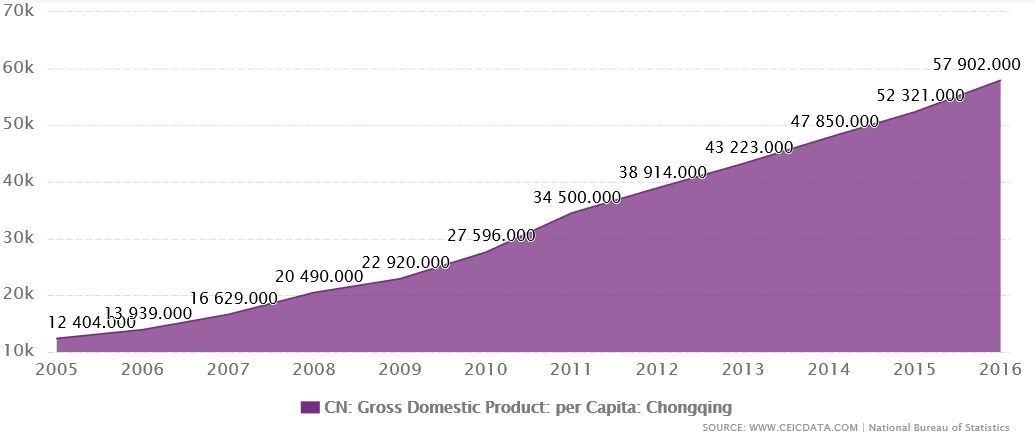 70k
60k
50k
40k
30k
20k
10k
12 404.000
13 939.000
16 629.000
20 490.000
22 920.000
27 596.000
34 500.000
38 914.000
43 223.000
47 850.000
52 321.000
57 902.000
2005 2006 2007 2008 2009 2010 2011 2012 2013 2014 2015 2016
CN: Gross Domestic Product: per Capita: Chongqing
SOURCE: WWW.CEICDATA.COM | National Bureau of Statistics